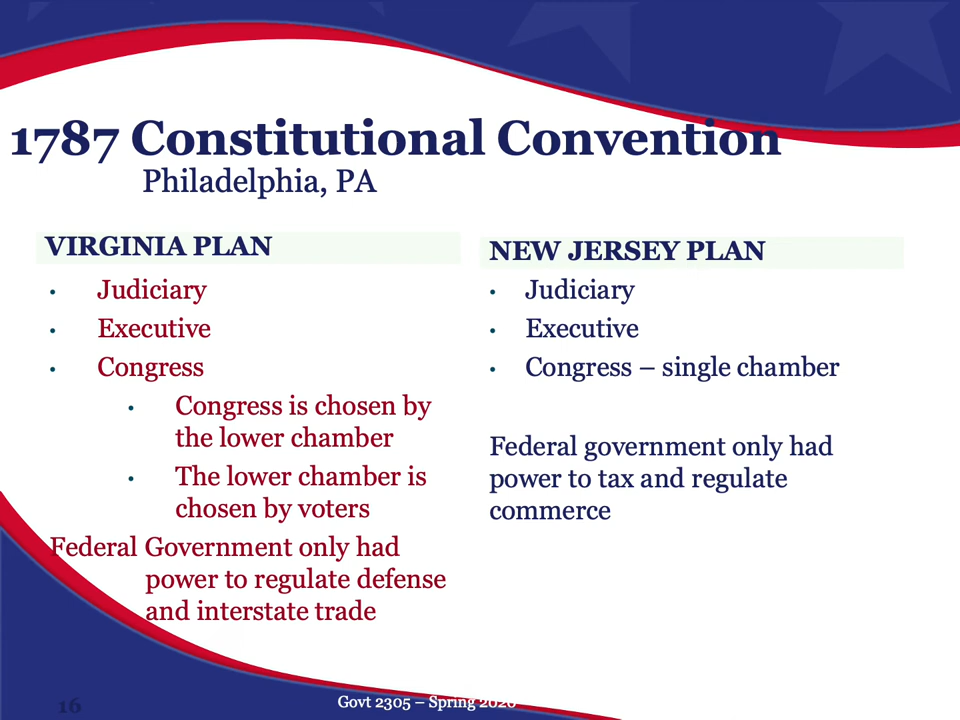 1787 Constitutional Convention
Philadelphia, PA
VIRGINIA PLAN
• Judiciary
• Executive
• Congress
• Congress is chosen by
the lower chamber
• The lower chamber is
chosen by voters
Federal Government only had
power to regulate defense
and interstate trade
NEW JERSEY PLAN
• Judiciary
• Executive
• Congress – single chamber
Federal government only had
power to tax and regulate
commerce
16
Govt 2305 – Spring 2020